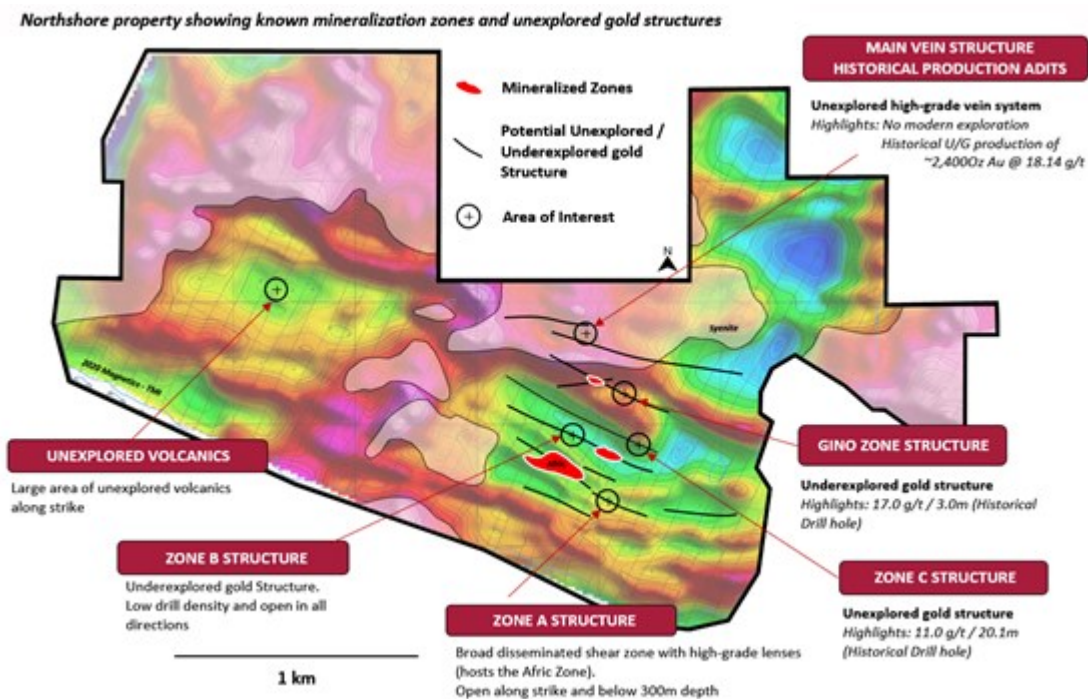 Northshore property showing known mineralization zones and unexplored gold structures
MAIN VEIN STRUCTURE
HISTORICAL PRODUCTION ADITS
Mineralized Zones
Potential Unexplored /
Underexplored gold
Structure
Area of Interest
Unexplored high-grade vein system
Highlights: No modern exploration
Historical U/G production of
~2,400Oz Au @ 18.14 g/t
N
Syenite
2020 Magnetics - TMI
UNEXPLORED VOLCANICS
Large area of unexplored volcanics
along strike
GINO ZONE STRUCTURE
Underexplored gold structure
Highlights: 17.0 g/t / 3.0m (Historical
Drill hole)
ZONE B STRUCTURE
Underexplored gold Structure.
Low drill density and open in all
directions
ZONE C STRUCTURE
Unexplored gold structure
Highlights: 11.0 g/t / 20.1m
(Historical Drill hole)
ZONE A STRUCTURE
Broad disseminated shear zone with high-grade lenses
(hosts the Afric Zone).
Open along strike and below 300m depth
1 km